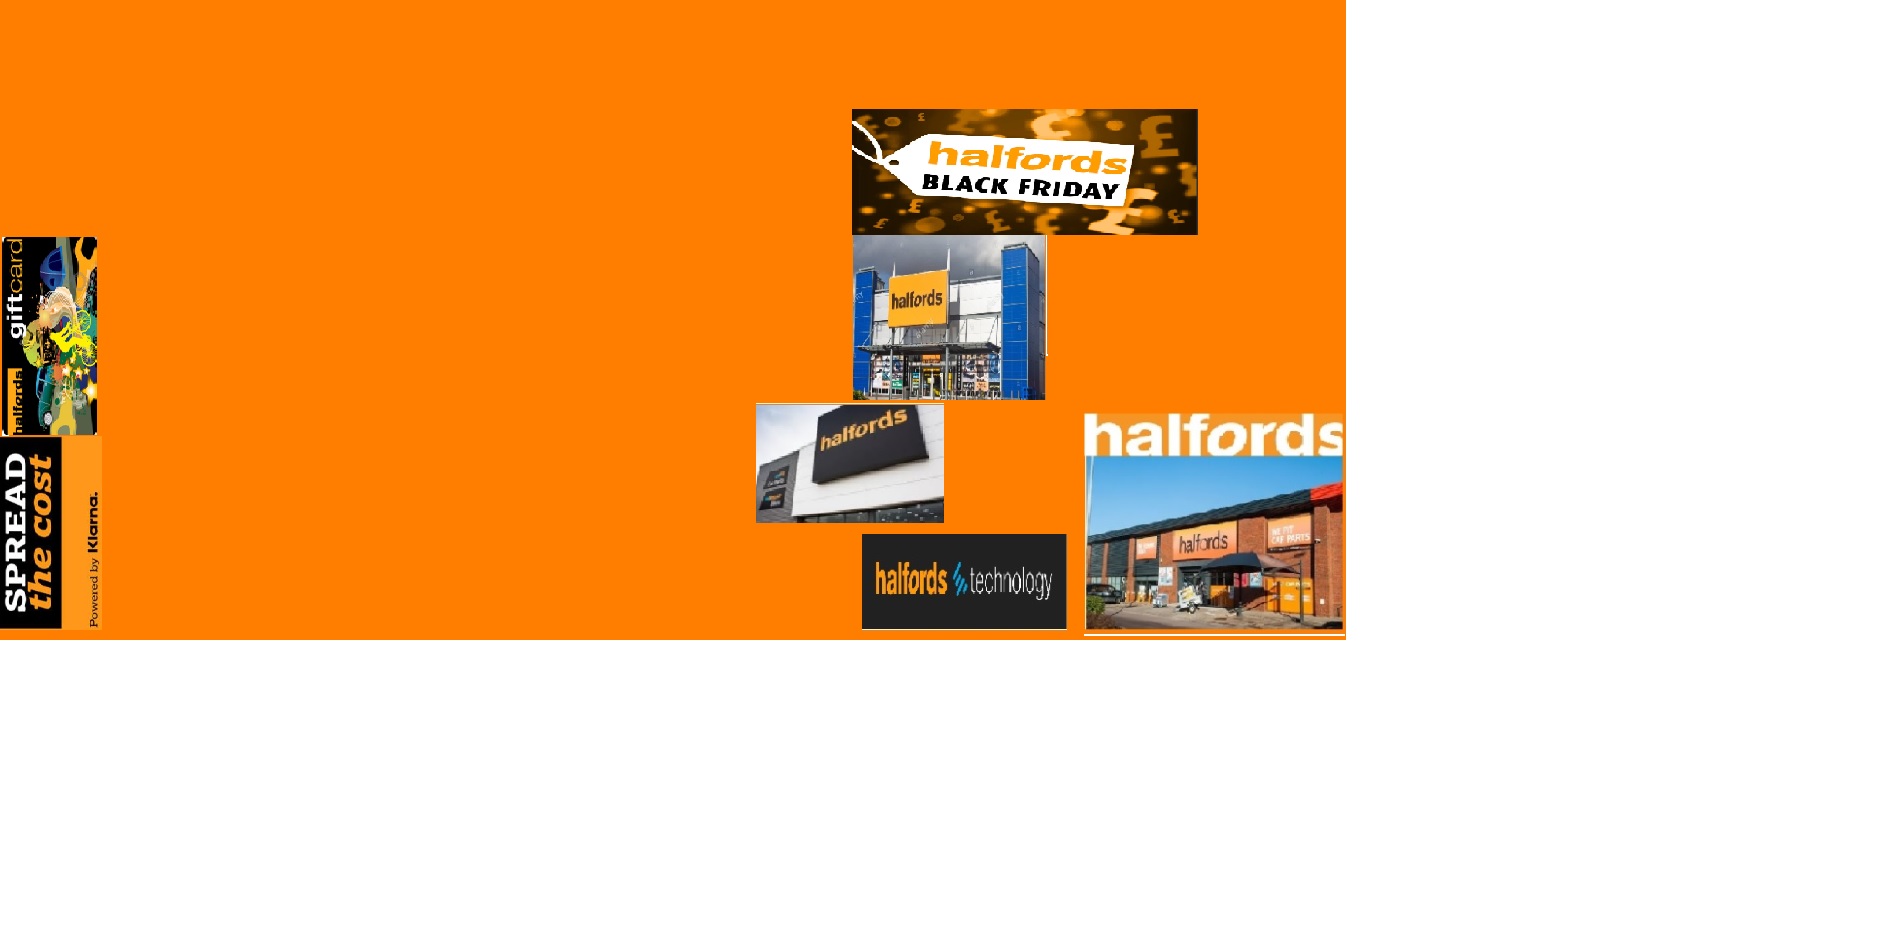 halfords
BLACK FRIDAY
halfords
giftcard
halfords
halfords
halfords
SPREAD
the cost
Powered by Klarna.
halfords
WE FIT
CAR PARTS
halfords
halfords technology